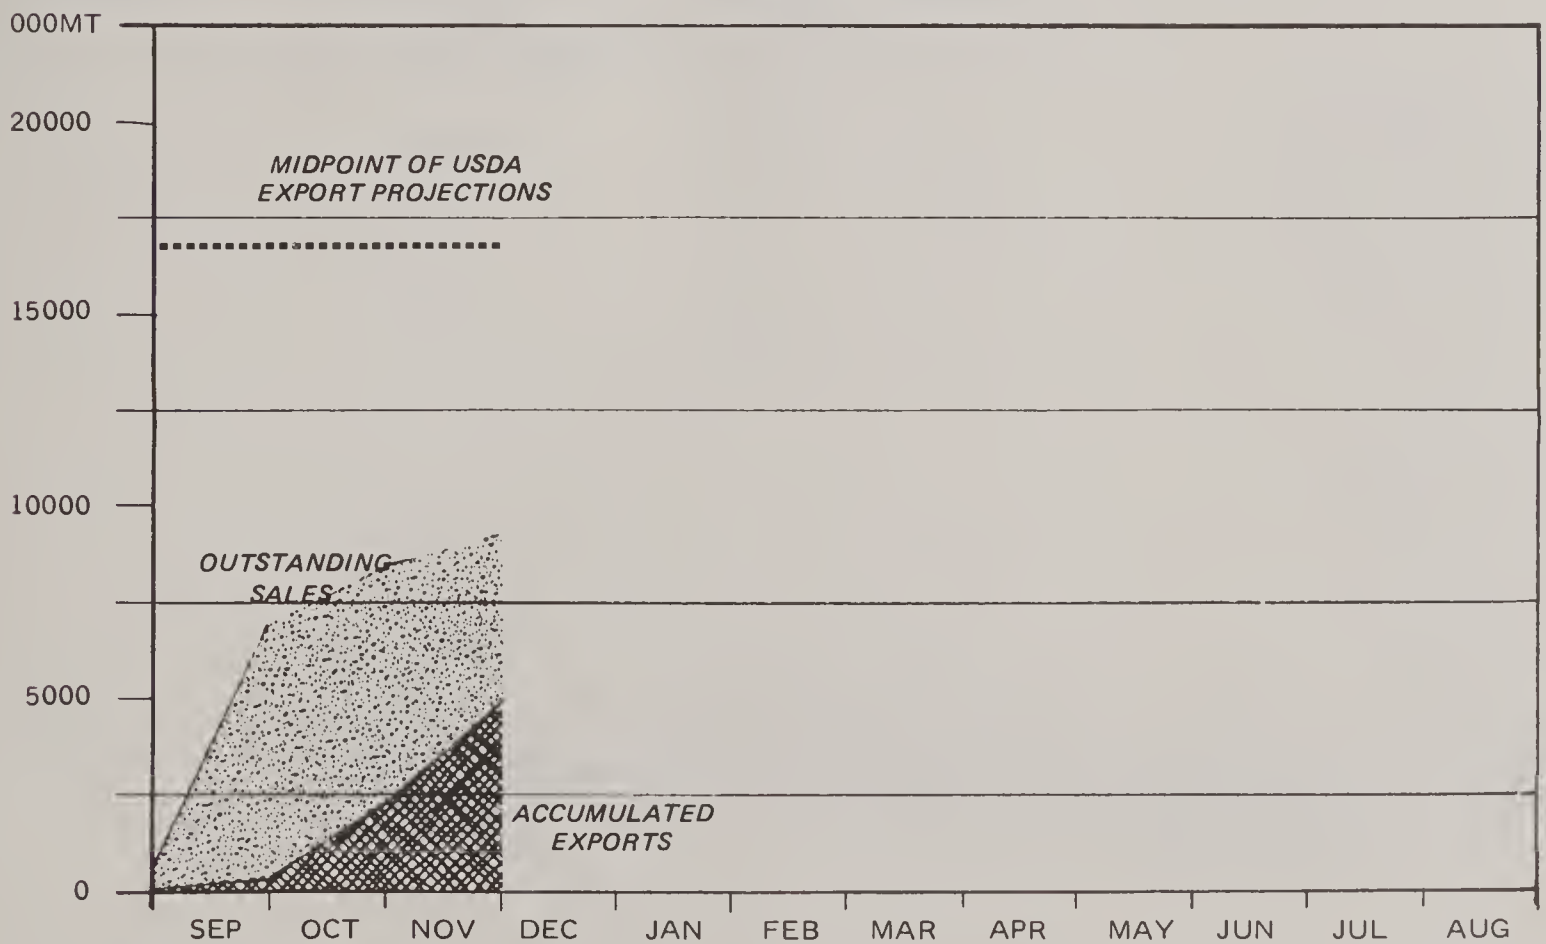 000MT
20000
MIDPOINT OF USDA
EXPORT PROJECTIONS
15000
10000
OUTSTANDING
SALES
5000
ACCUMULATED
EXPORTS
0
SEP OCT NOV DEC JAN FEB MAR APR MAY JUN JUL AUG